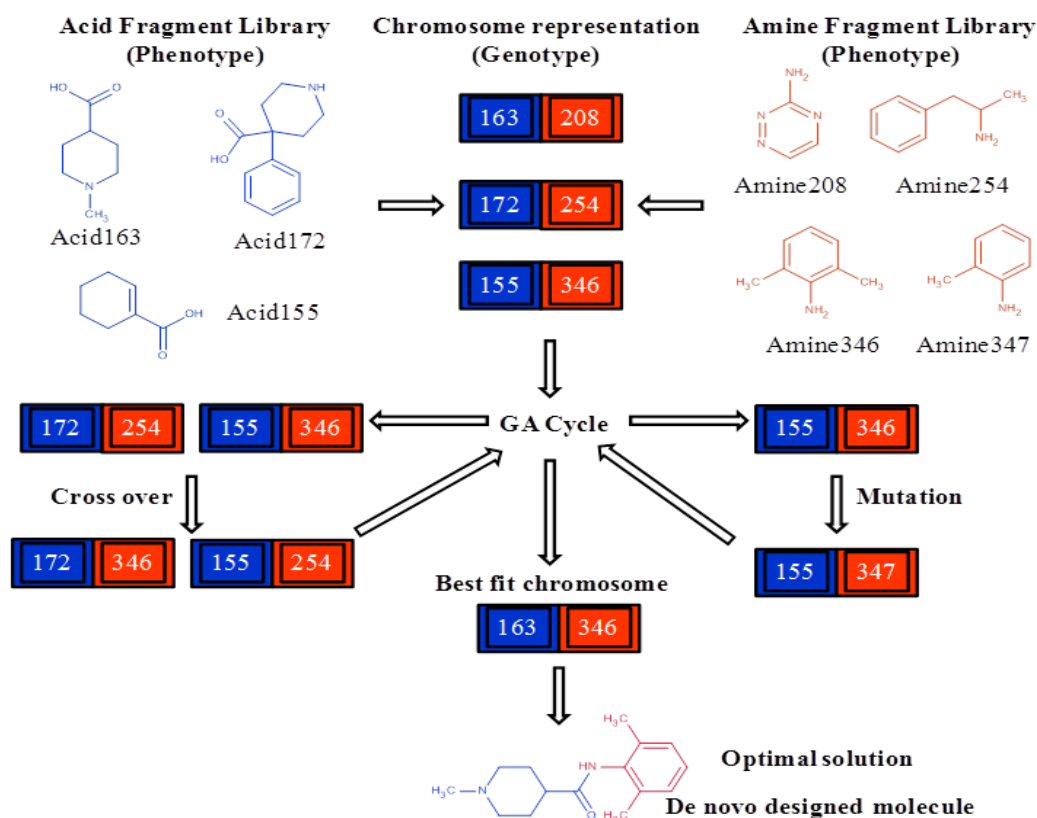 Acid Fragment Library
(Phenotype)
Chromosome representation
(Genotype)
Amine Fragment Library
(Phenotype)
HO
O
N
CH₃
Acid163
NH
O
HO
Acid172
OH
O
Acid155
163 208
172 254
155 346
NH₂
N
N
N
Amine208
CH₃
NH₂
Amine254
H₃C
CH₃
NH₂
Amine346
H₃C
NH₂
Amine347
172 254
155 346
GA Cycle
155 346
Cross over
Mutation
172 346
155 254
155 347
Best fit chromosome
163 346
H₃C
N
O
HN
H₃C
H₃C
Optimal solution
De novo designed molecule